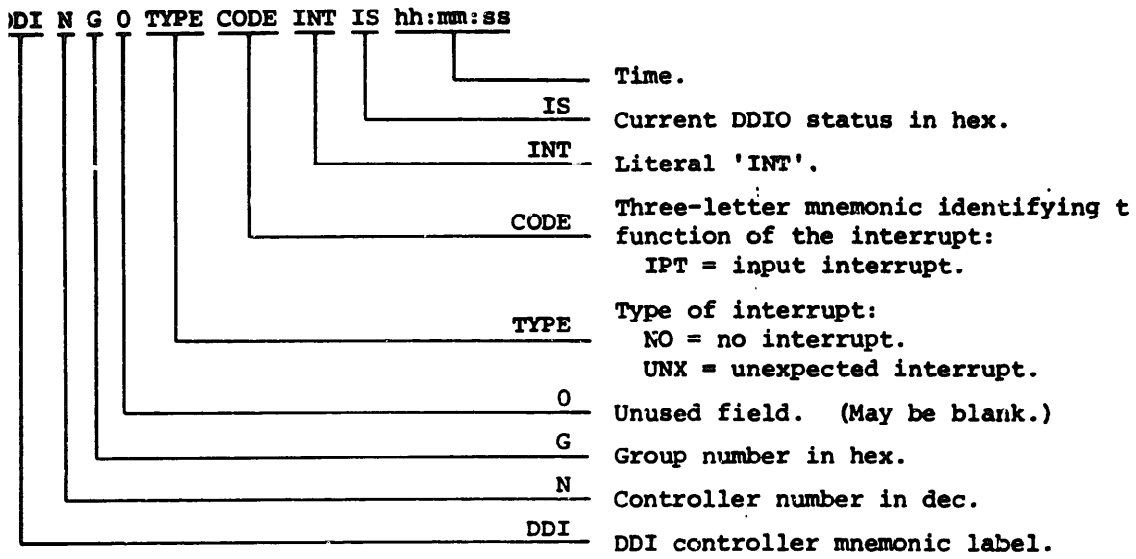 DDI N G O TYPE CODE INT IS hh:mm:ss
Time.
IS Current DDIO status in hex.
INT Literal 'INT'.
Three-letter mnemonic identifying t
CODE function of the interrupt:
IPT = input interrupt.
Type of interrupt:
TYPE NO = no interrupt.
UNX = unexpected interrupt.
O Unused field. (May be blank.)
G Group number in hex.
N Controller number in dec.
DDI DDI controller mnemonic label.